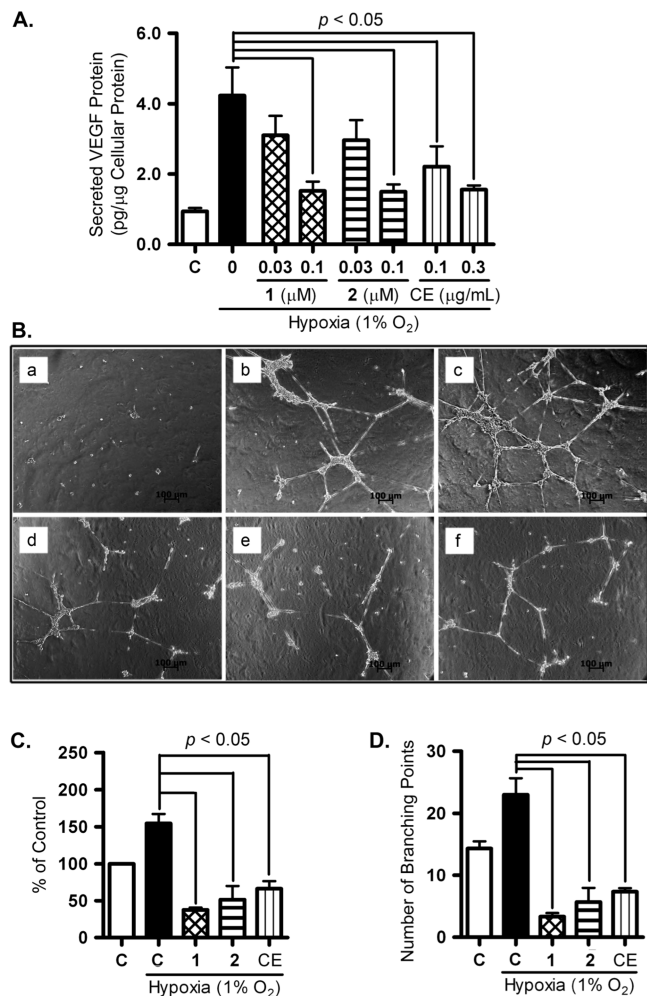 A.
p < 0.05
Secreted VEGF Protein
(pg/μg Cellular Protein)
6.0
4.0
2.0
0.0
C 0 0.03 0.1 0.03 0.1 0.1 0.3
1 (μM) 2 (μM) CE (μg/mL)
Hypoxia (1% O₂)
B.
a b c
100 μm 100 μm 100 μm
d e f
100 μm 100 μm 100 μm
C.
p < 0.05
% of Control
250
200
150
100
50
0
C C 1 2 CE
Hypoxia (1% O₂)
D.
p < 0.05
Number of Branching Points
30
20
10
0
C C 1 2 CE
Hypoxia (1% O₂)